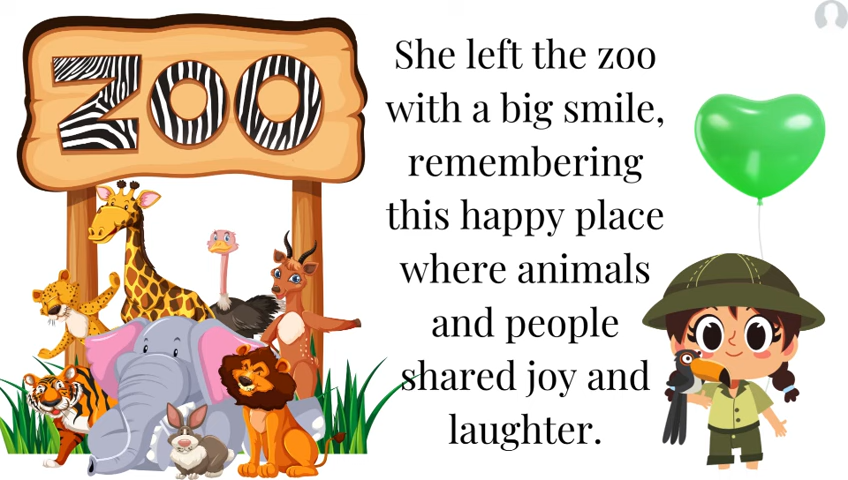 ZOO
She left the zoo
with a big smile,
remembering
this happy place
where animals
and people
shared joy and
laughter.